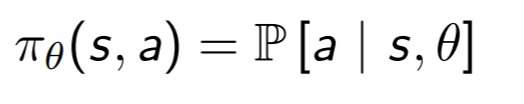 π_θ(s, a) = ℙ[a | s, θ]